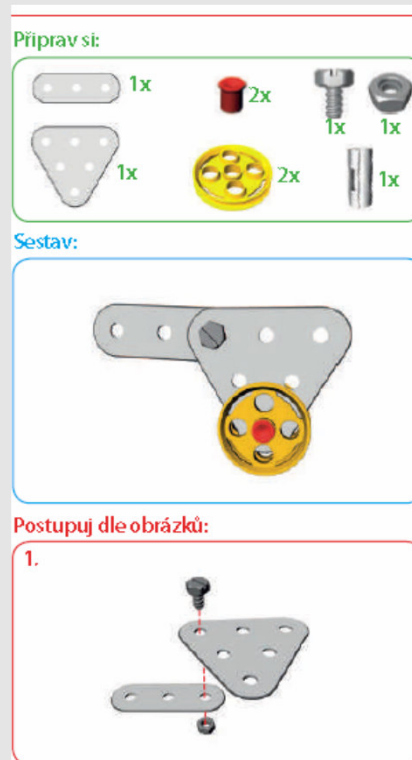 Připrav si:
1x
2x
1x
1x
1x
2x
1x
Sestav:
Postupuj dle obrázků:
1.